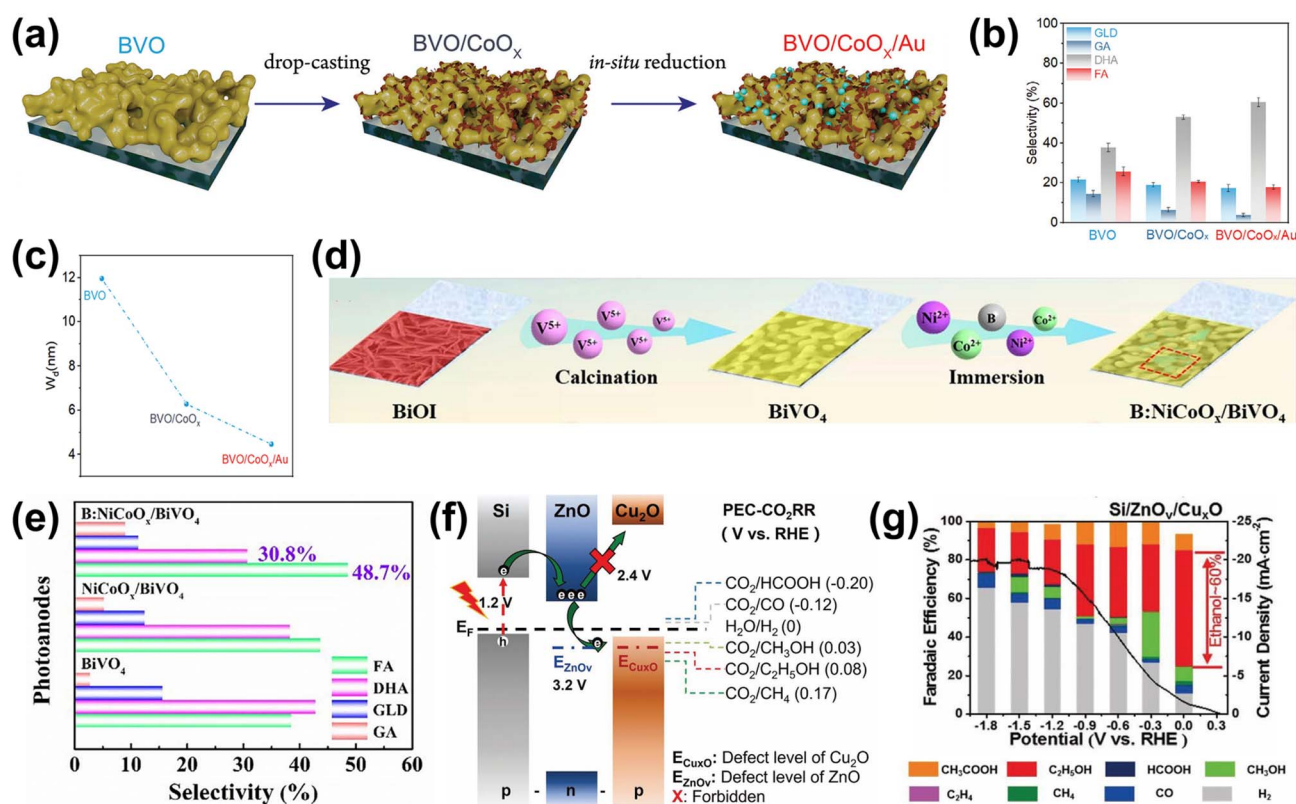 (a)
BVO
drop-casting
BVO/CoOₓ
in-situ reduction
BVO/CoOₓ/Au
(b)
Selectivity (%)
100
80
60
40
20
0
GLD
GA
DHA
FA
BVO
BVO/CoOₓ
BVO/CoOₓ/Au
(c)
W_d(nm)
12
10
8
6
4
BVO
BVO/CoOₓ
BVO/CoOₓ/Au
(d)
V⁵⁺
V⁵⁺
V⁵⁺
V⁵⁺
V⁵⁺
Calcination
Ni²⁺
B
Co²⁺
Co²⁺
Ni²⁺
Immersion
BiOI
BiVO₄
B:NiCoOₓ/BiVO₄
(e)
Photoanodes
B:NiCoOₓ/BiVO₄
30.8%
48.7%
NiCoOₓ/BiVO₄
BiVO₄
FA
DHA
GLD
GA
0 10 20 30 40 50 60
Selectivity (%)
(f)
Si
ZnO
Cu₂O
PEC-CO₂RR
(V vs. RHE)
e
eee
X
2.4 V
1.2 V
E_F
h
e
E_ZnOv
3.2 V
E_CuxO
CO₂/HCOOH (-0.20)
CO₂/CO (-0.12)
H₂O/H₂ (0)
CO₂/CH₃OH (0.03)
CO₂/C₂H₅OH (0.08)
CO₂/CH₄ (0.17)
E_CuxO: Defect level of Cu₂O
E_ZnOv: Defect level of ZnO
X: Forbidden
p - n - p
(g)
Si/ZnOᵥ/CuₓO
Faradaic Efficiency (%)
100
80
60
40
20
0
-25
-20
-15
-10
-5
0
Current Density (mA·cm⁻²)
Ethanol~60%
-1.8 -1.5 -1.2 -0.9 -0.6 -0.3 0.0 0.3
Potential (V vs. RHE)
CH₃COOH
C₂H₅OH
HCOOH
CH₃OH
C₂H₄
CH₄
CO
H₂